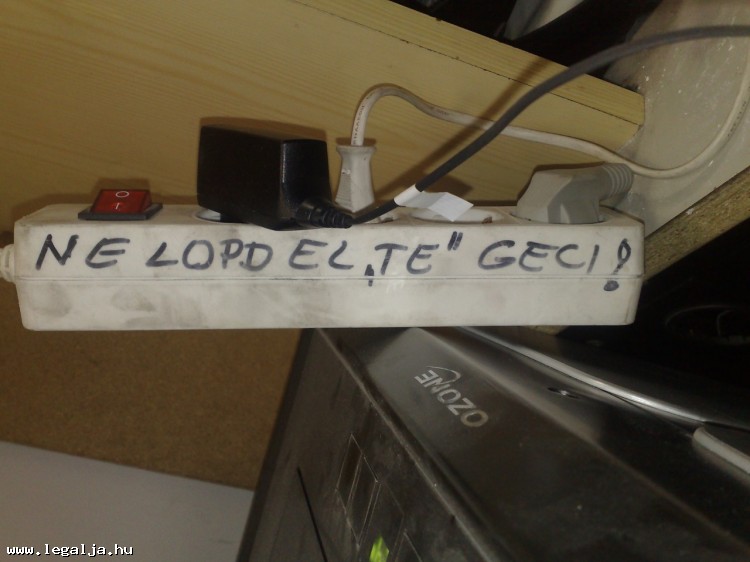 NE LOPD EL „TE" GECI!
OZONE
www.legalja.hu